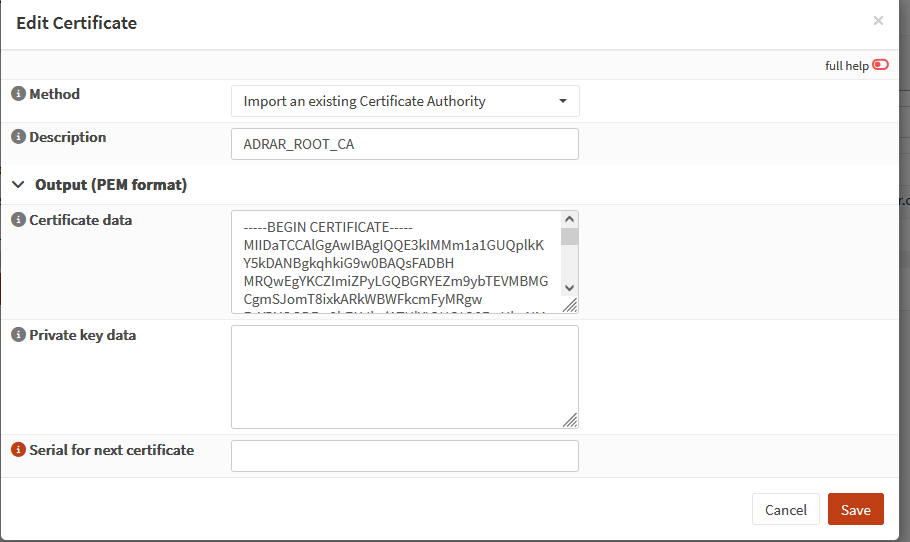 Edit Certificate
×
full help
Method
Import an existing Certificate Authority
Description
ADRAR_ROOT_CA
Output (PEM format)
Certificate data
-----BEGIN CERTIFICATE-----
MIIDaTCCAlGgAwIBAgIQQE3kIMMm1a1GUQplkK
Y5kDANBgkqhkiG9w0BAQsFADBH
MRQwEgYKCZImiZPyLGQBGRYEZm9ybTEVMBMG
CgmSJomT8ixkARkWBWFkcmFyMRgw
Private key data
Serial for next certificate
Cancel
Save